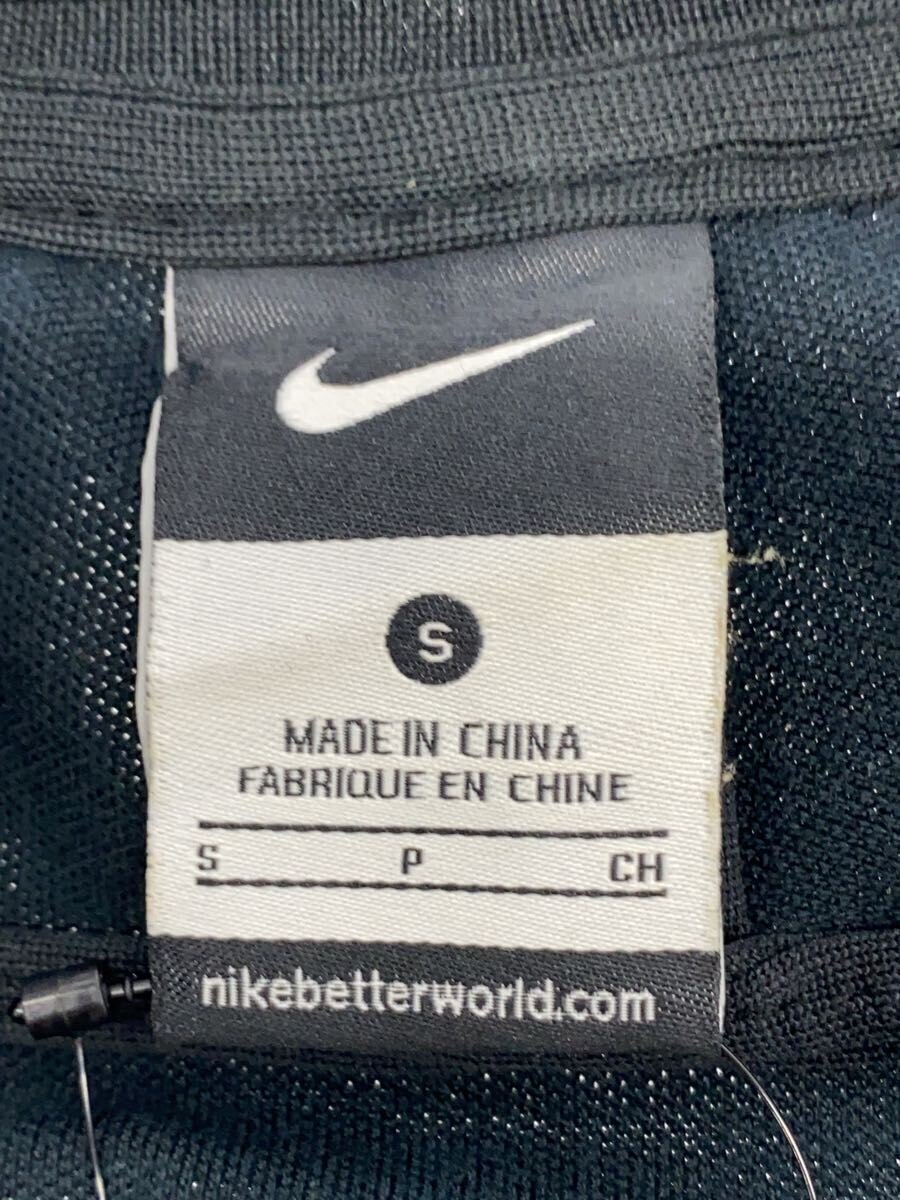 S
MADE IN CHINA
FABRIQUE EN CHINE
S P CH
nikebetterworld.com